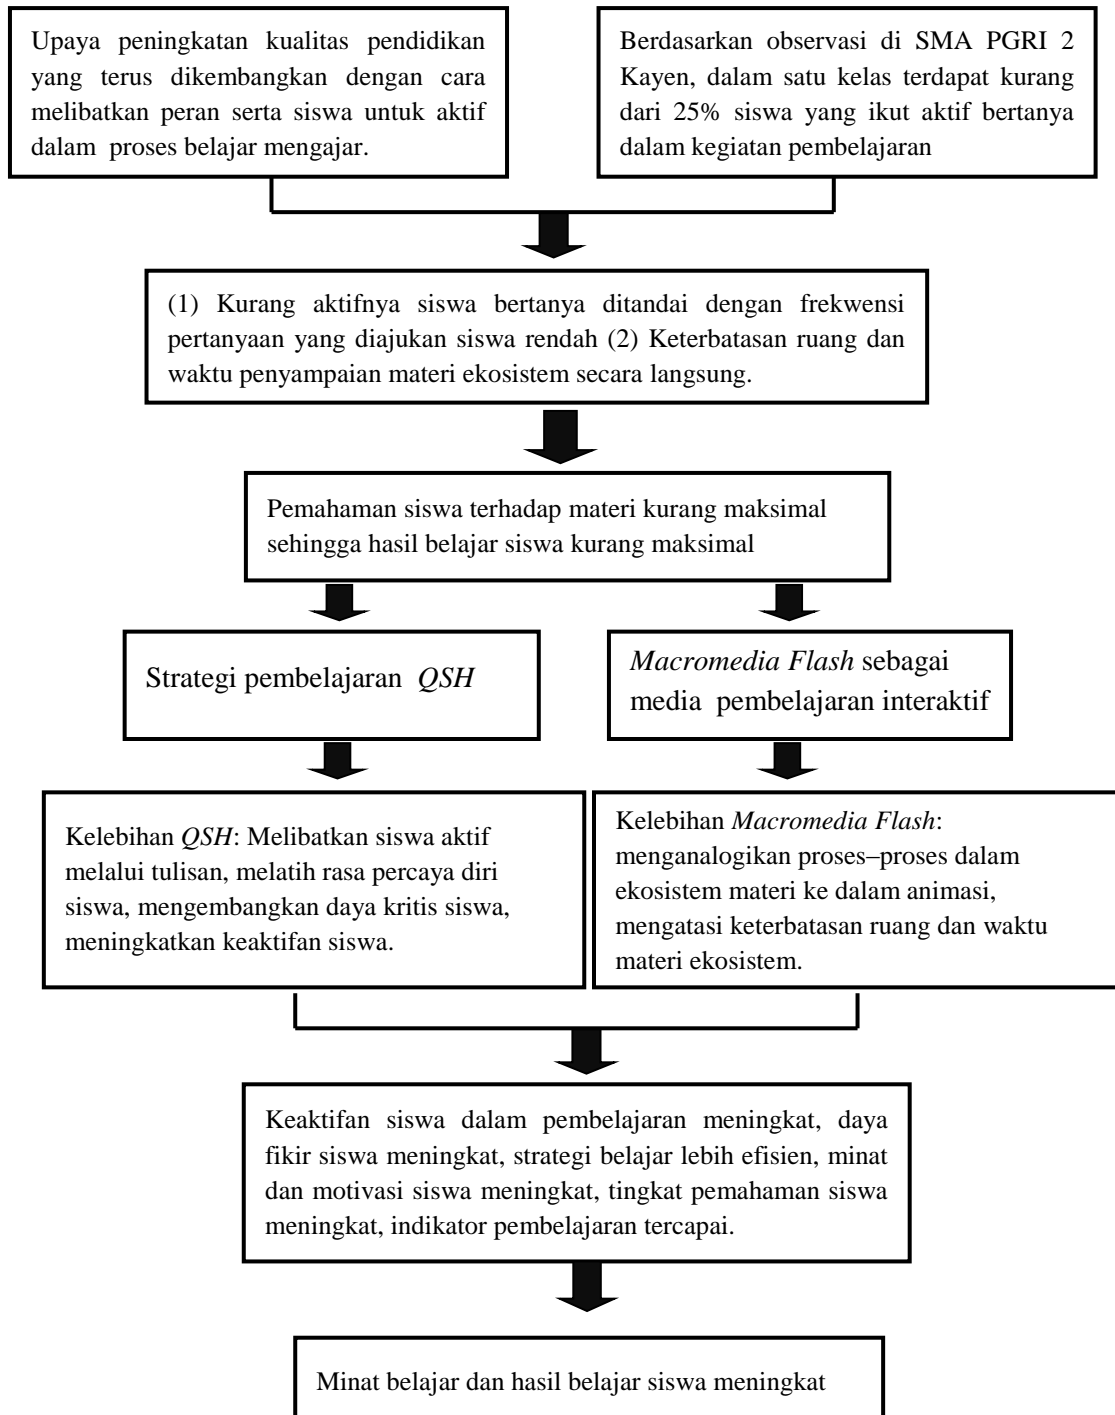 Upaya peningkatan kualitas pendidikan
yang terus dikembangkan dengan cara
melibatkan peran serta siswa untuk aktif
dalam proses belajar mengajar.
Berdasarkan observasi di SMA PGRI 2
Kayen, dalam satu kelas terdapat kurang
dari 25% siswa yang ikut aktif bertanya
dalam kegiatan pembelajaran
(1) Kurang aktifnya siswa bertanya ditandai dengan frekwensi
pertanyaan yang diajukan siswa rendah (2) Keterbatasan ruang dan
waktu penyampaian materi ekosistem secara langsung.
Pemahaman siswa terhadap materi kurang maksimal
sehingga hasil belajar siswa kurang maksimal
Strategi pembelajaran QSH
Macromedia Flash sebagai
media pembelajaran interaktif
Kelebihan QSH: Melibatkan siswa aktif
melalui tulisan, melatih rasa percaya diri
siswa, mengembangkan daya kritis siswa,
meningkatkan keaktifan siswa.
Kelebihan Macromedia Flash:
menganalogikan proses–proses dalam
ekosistem materi ke dalam animasi,
mengatasi keterbatasan ruang dan waktu
materi ekosistem.
Keaktifan siswa dalam pembelajaran meningkat, daya
fikir siswa meningkat, strategi belajar lebih efisien, minat
dan motivasi siswa meningkat, tingkat pemahaman siswa
meningkat, indikator pembelajaran tercapai.
Minat belajar dan hasil belajar siswa meningkat